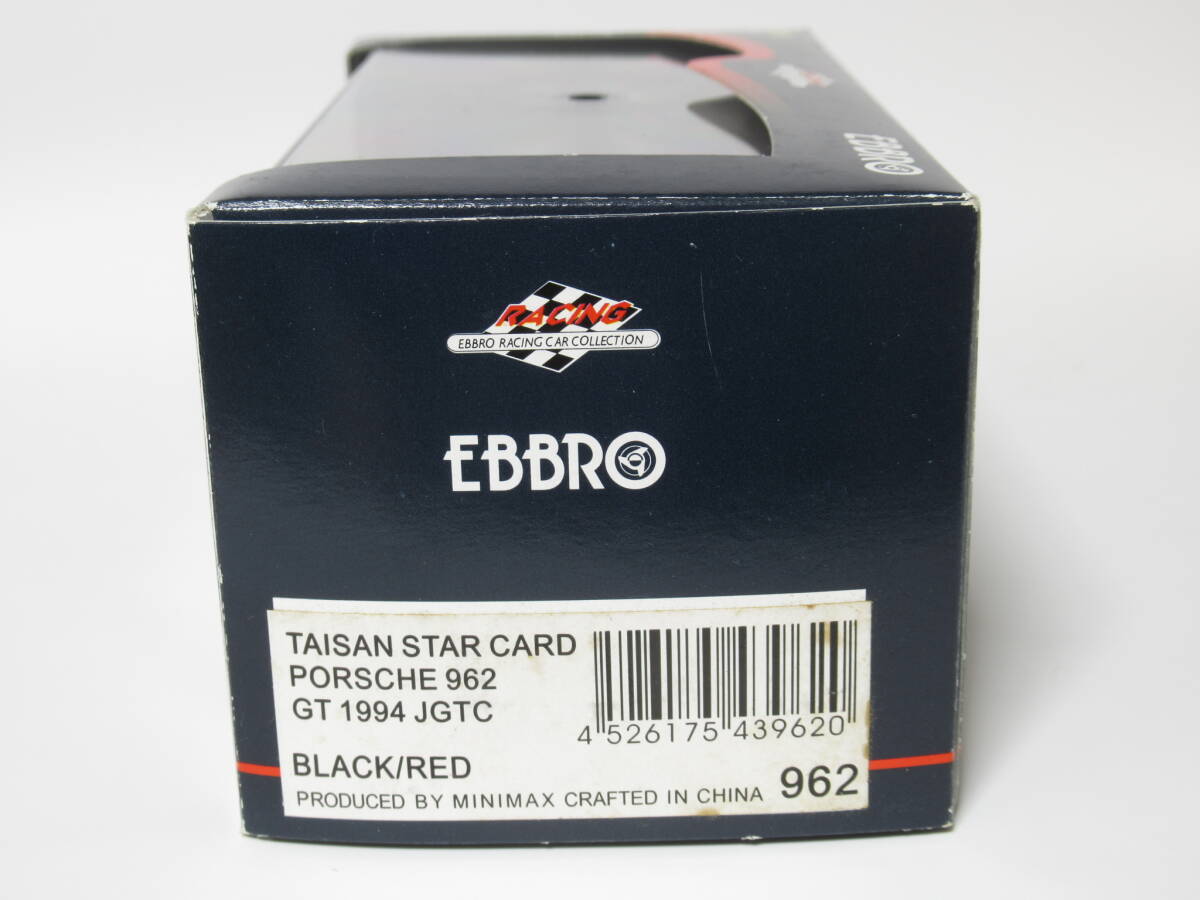 EBBRO
RACING
EBBRO RACING CAR COLLECTION
EBBRO
TAISAN STAR CARD
PORSCHE 962
GT 1994 JGTC
4 526175 439620
BLACK/RED
962
PRODUCED BY MINIMAX CRAFTED IN CHINA